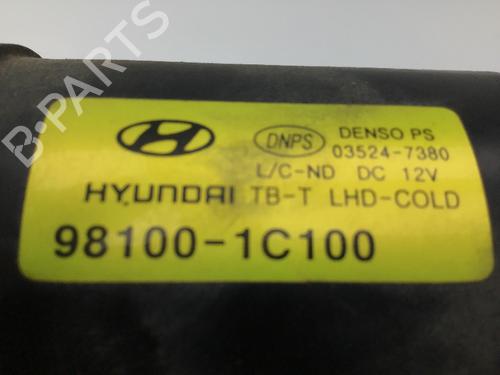 DNPS DENSO PS
03524-7380
L/C-ND DC 12V
HYUNDAI TB-T LHD-COLD
98100-1C100
B-PARTS